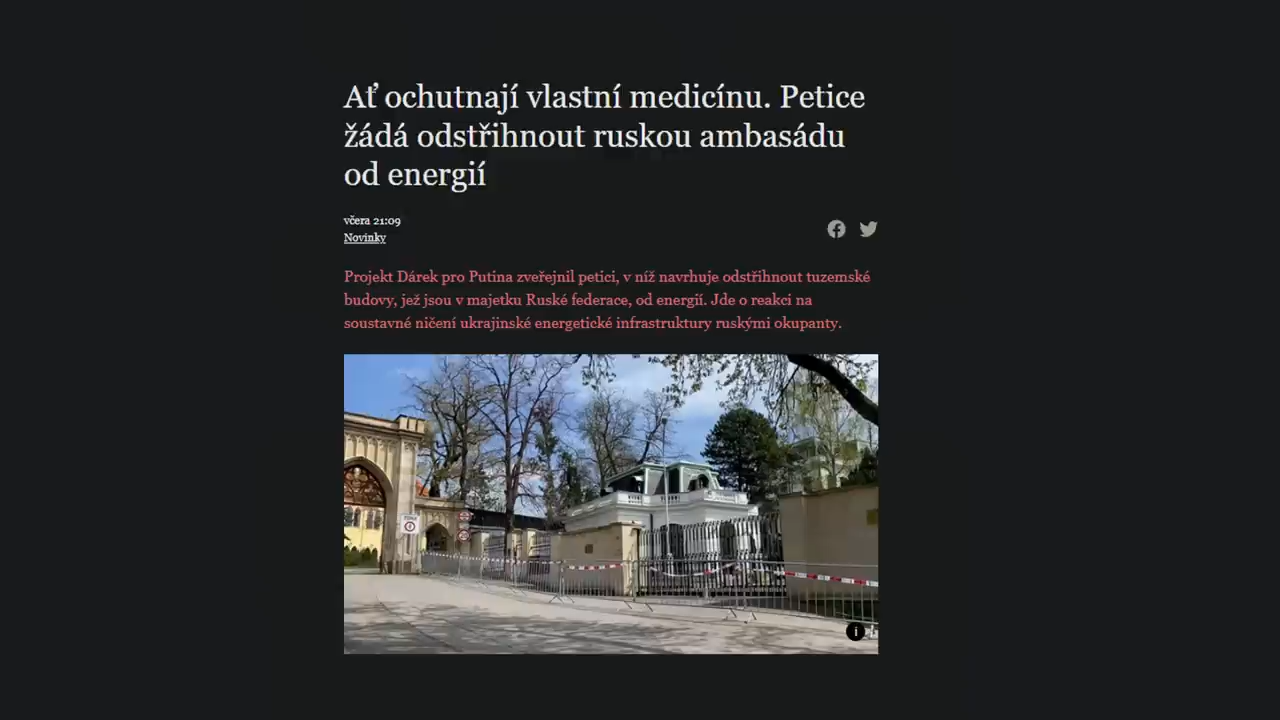 Ať ochutnají vlastní medicínu. Petice
žádá odstřihnout ruskou ambasádu
od energií
včera 21:09
Novinky
Projekt Dárek pro Putina zveřejnil petici, v níž navrhuje odstřihnout tuzemské
budovy, jež jsou v majetku Ruské federace, od energií. Jde o reakci na
soustavné ničení ukrajinské energetické infrastruktury ruskými okupanty.